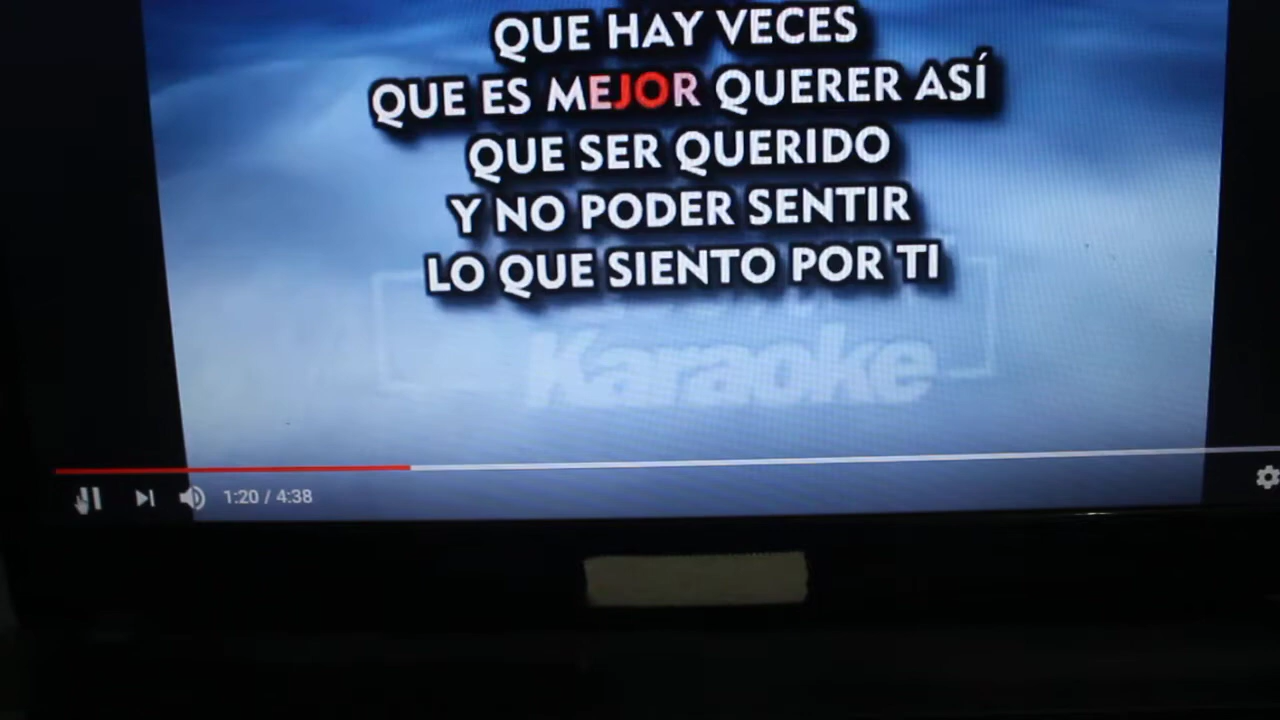 QUE HAY VECES
QUE ES MEJOR QUERER ASÍ
QUE SER QUERIDO
Y NO PODER SENTIR
LO QUE SIENTO POR TI
Karaoke
1:20 / 4:38